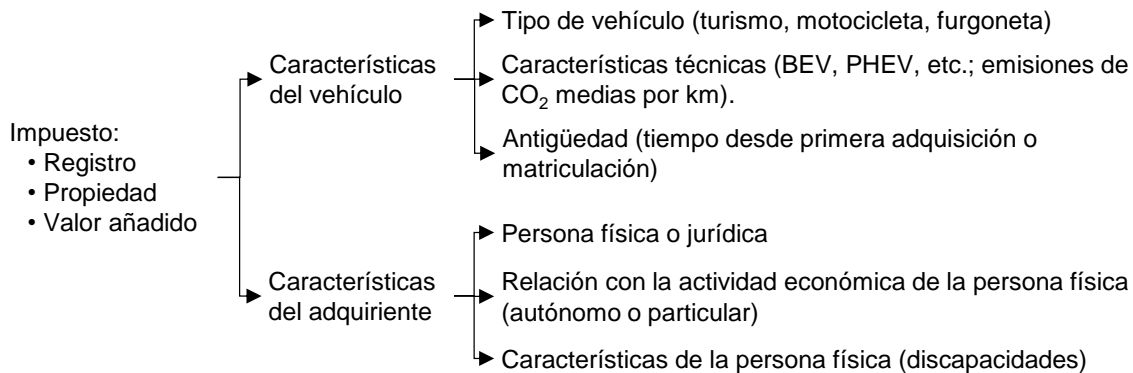 Impuesto:
• Registro
• Propiedad
• Valor añadido
Características
del vehículo
Tipo de vehículo (turismo, motocicleta, furgoneta)
Características técnicas (BEV, PHEV, etc.; emisiones de
CO₂ medias por km).
Antigüedad (tiempo desde primera adquisición o
matriculación)
Características
del adquiriente
Persona física o jurídica
Relación con la actividad económica de la persona física
(autónomo o particular)
Características de la persona física (discapacidades)